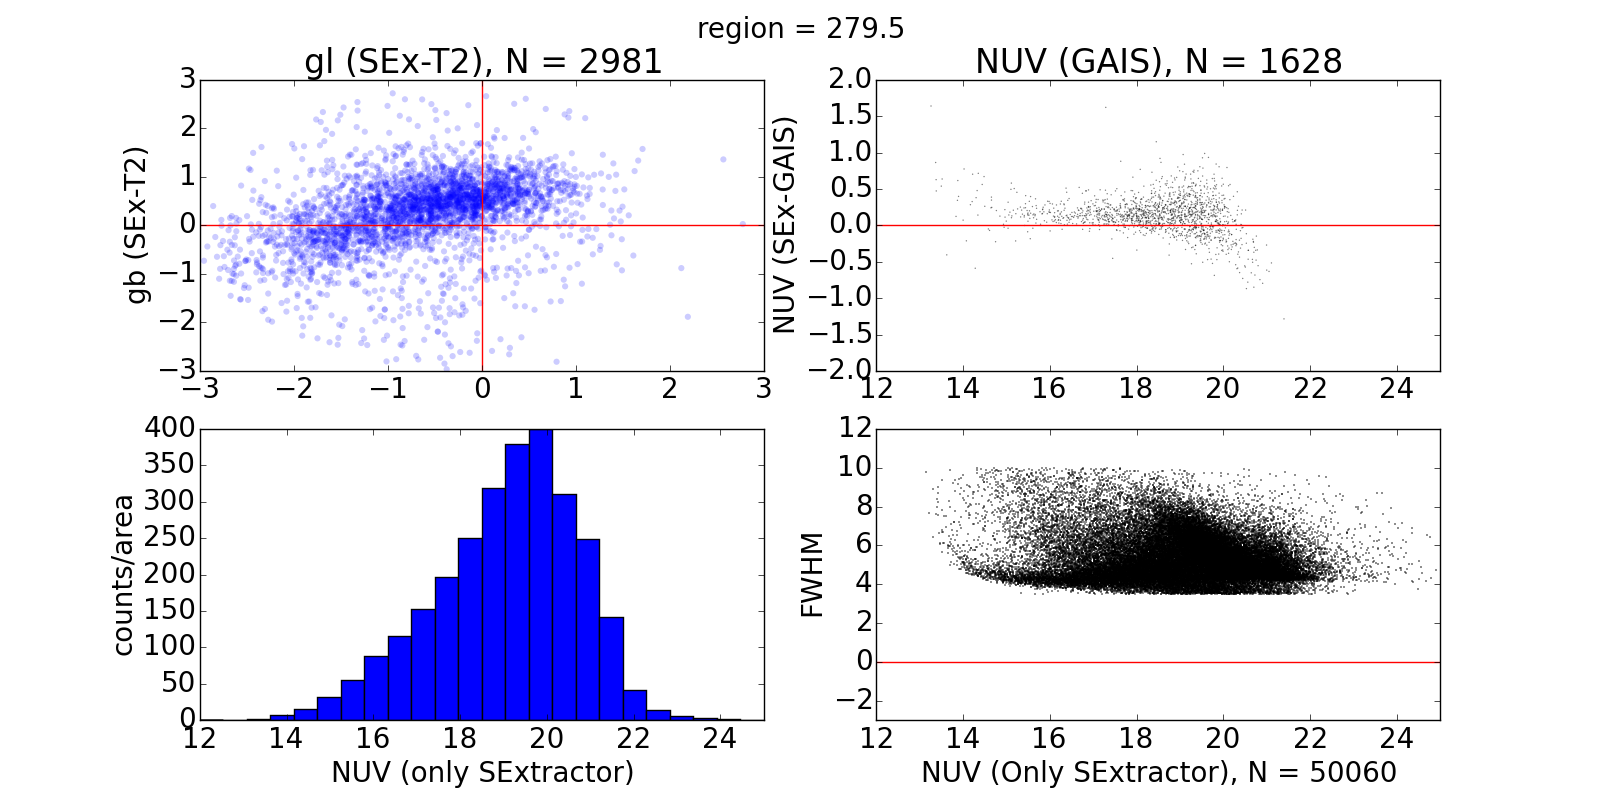 region = 279.5
gl (SEx-T2), N = 2981
NUV (GAIS), N = 1628
3
2
1
0
−1
−2
−3
gb (SEx-T2)
−3 −2 −1 0 1 2 3
2.0
1.5
1.0
0.5
0.0
−0.5
−1.0
−1.5
−2.0
NUV (SEx-GAIS)
12 14 16 18 20 22 24
400
350
300
250
200
150
100
50
0
counts/area
12 14 16 18 20 22 24
NUV (only SExtractor)
12
10
8
6
4
2
0
−2
FWHM
12 14 16 18 20 22 24
NUV (Only SExtractor), N = 50060